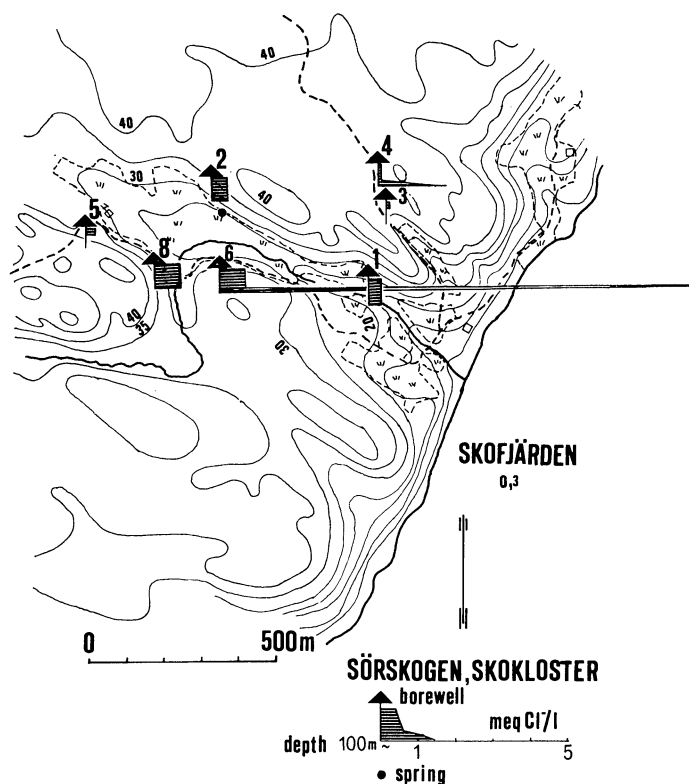 40
40
4
2
30
40
3
5
8
6
1
40
35
20
30
SKOFJÄRDEN
0,3
0 500m
SÖRSKOGEN, SKOKLOSTER
borewell
meq Cl⁻/l
depth 100m ~ 1 5
spring